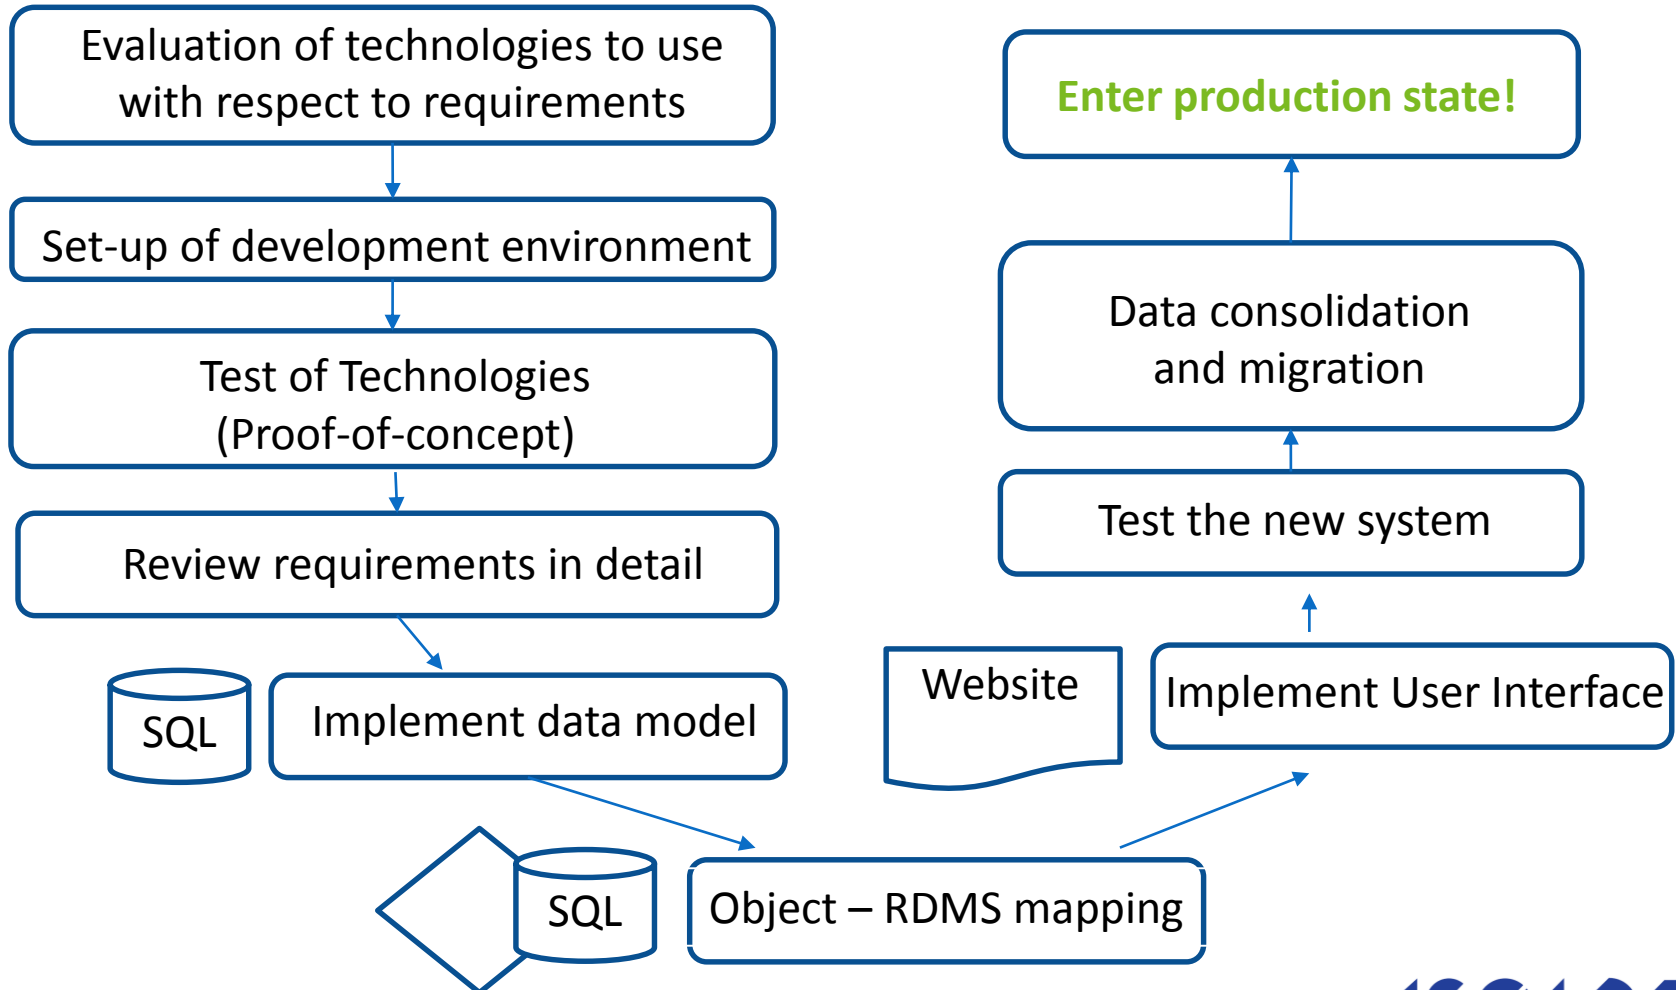 Evaluation of technologies to use
with respect to requirements
Set-up of development environment
Test of Technologies
(Proof-of-concept)
Review requirements in detail
SQL
Implement data model
SQL
Object – RDMS mapping
Website
Implement User Interface
Test the new system
Data consolidation
and migration
Enter production state!